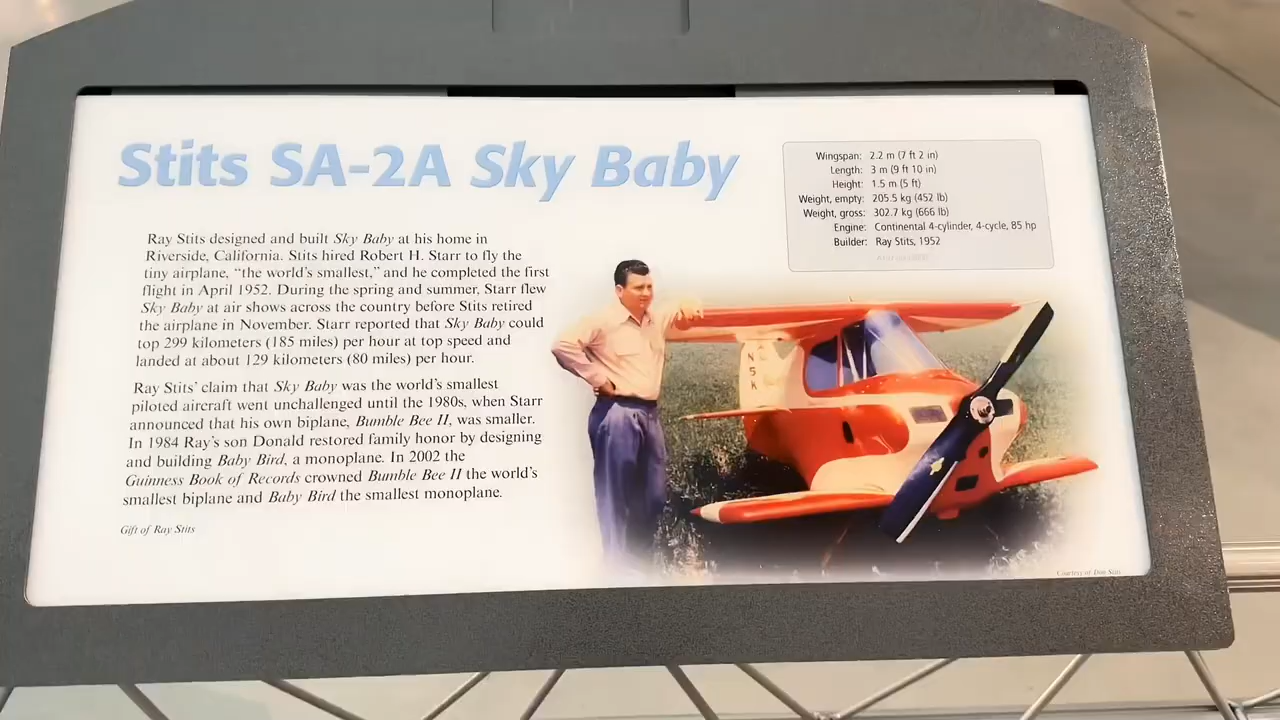 Stits SA-2A Sky Baby
Wingspan: 2.2 m (7 ft 2 in)
Length: 3 m (9 ft 10 in)
Height: 1.5 m (5 ft)
Weight, empty: 205.5 kg (452 lb)
Weight, gross: 302.7 kg (666 lb)
Engine: Continental 4-cylinder, 4-cycle, 85 hp
Builder: Ray Stits, 1952
Ray Stits designed and built Sky Baby at his home in
Riverside, California. Stits hired Robert H. Starr to fly the
tiny airplane, "the world's smallest," and he completed the first
flight in April 1952. During the spring and summer, Starr flew
Sky Baby at air shows across the country before Stits retired
the airplane in November. Starr reported that Sky Baby could
top 299 kilometers (185 miles) per hour at top speed and
landed at about 129 kilometers (80 miles) per hour.
Ray Stits' claim that Sky Baby was the world's smallest
piloted aircraft went unchallenged until the 1980s, when Starr
announced that his own biplane, Bumble Bee II, was smaller.
In 1984 Ray's son Donald restored family honor by designing
and building Baby Bird, a monoplane. In 2002 the
Guinness Book of Records crowned Bumble Bee II the world's
smallest biplane and Baby Bird the smallest monoplane.
Gift of Ray Stits
Courtesy of Don Stits